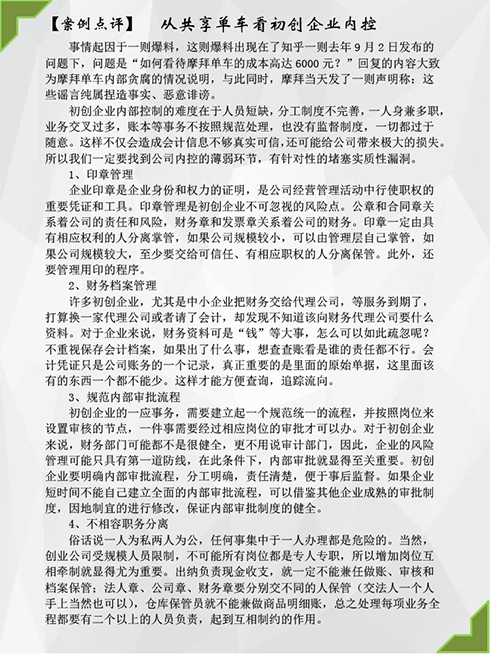 【案例点评】 从共享单车看初创企业内控
事情起因于一则爆料，这则爆料出现在了知乎一则去年9月2日发布的
问题下，问题是“如何看待摩拜单车的成本高达6000元？”回复的内容大致
为摩拜单车内部贪腐的情况说明，与此同时，摩拜当天发了一则声明称：这
些谣言纯属捏造事实、恶意诽谤。
初创企业内部控制的难度在于人员短缺，分工制度不完善，一人身兼多职，
业务交叉过多，账本等事务不按照规范处理，也没有监督制度，一切都过于
随意。这样不仅会造成会计信息不够真实可信，还可能给公司带来极大的损失。
所以我们一定要找到公司内控的薄弱环节，有针对性的堵塞实质性漏洞。
1、印章管理
企业印章是企业身份和权力的证明，是公司经营管理活动中行使职权的
重要凭证和工具。印章管理是初创企业不可忽视的风险点。公章和合同章关
系着公司的责任和风险，财务章和发票章关系着公司的财务。印章一定由具
有相应权利的人分离掌管，如果公司规模较小，可以由管理层自己掌管，如
果公司规模较大，至少要交给可信任、有相应职权的人分离保管。此外，还
要管理用印的程序。
2、财务档案管理
许多初创企业，尤其是中小企业把财务交给代理公司，等服务到期了，
打算换一家代理公司或者请了会计，却发现不知道该向财务代理公司要什么
资料。对于企业来说，财务资料可是“钱”等大事，怎么可以如此疏忽呢？
不重视保存会计档案，如果出了什么事，想查查账看是谁的责任都不行。会
计凭证只是公司账务的一个记录，真正重要的是里面的原始单据，这里面该
有的东西一个都不能少。这样才能方便查询，追踪流向。
3、规范内部审批流程
初创企业的一应事务，需要建立起一个规范统一的流程，并按照岗位来
设置审核的节点，一件事需要经过相应岗位的审批才可以办。对于初创企业
来说，财务部门可能都不是很健全，更不用说审计部门，因此，企业的风险
管理可能只具有第一道防线，在此条件下，内部审批就显得至关重要。初创
企业要明确内部审批流程，分工明确，责任清楚，便于事后监督。如果企业
短时间不能自己建立全面的内部审批流程，可以借鉴其他企业成熟的审批制
度，因地制宜的进行修改，保证内部审批制度的健全。
4、不相容职务分离
俗话说一人为私两人为公，任何事集中于一人办理都是危险的。当然，
创业公司受规模人员限制，不可能所有岗位都是专人专职，所以增加岗位互
相牵制就显得尤为重要。出纳负责现金收支，就一定不能兼任做账、审核和
档案保管；法人章、公司章、财务章要分别交不同的人保管（交法人一个人
手上当然也可以），仓库保管员就不能兼做商品明细账，总之处理每项业务全
程都要有二个以上的人员负责，起到互相制约的作用。